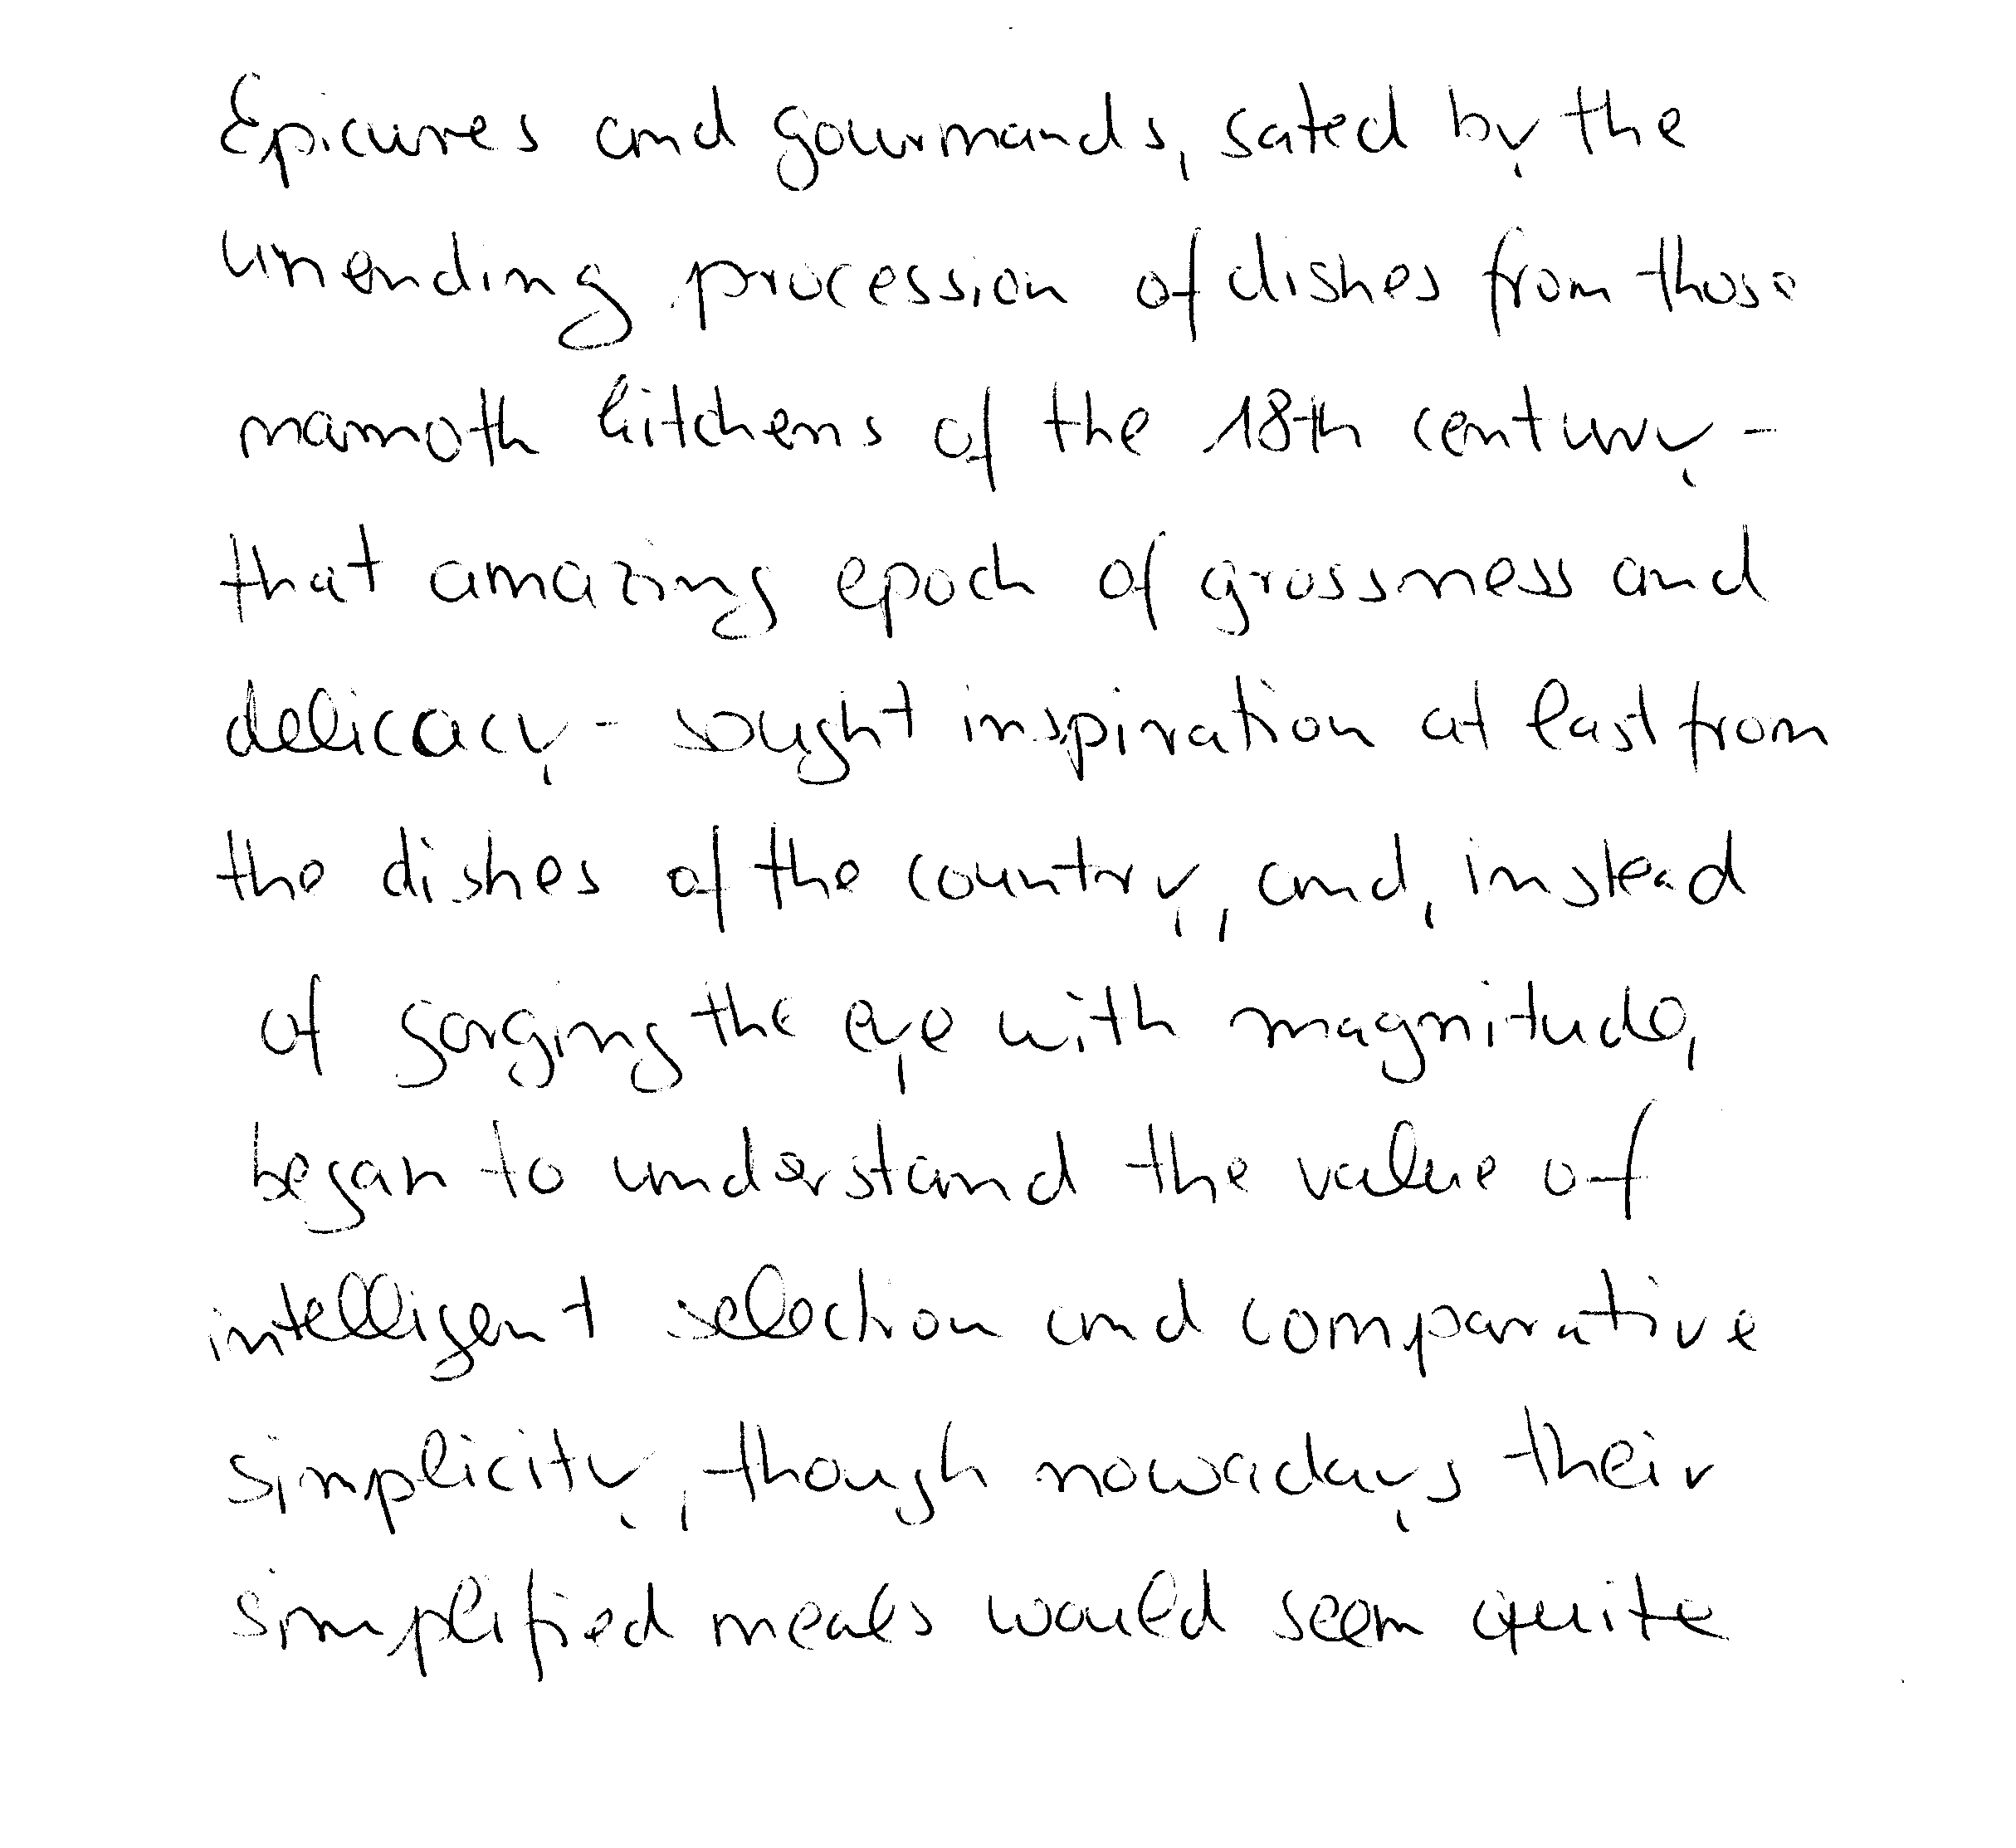 Epicures and gourmands, sated by the
unending procession of dishes from those
mamoth kitchens of the 18th century -
that amazing epoch of grossness and
delicacy - sought inspiration at last from
the dishes of the country, and, instead
of gorging the eye with magnitude,
began to understand the value of
intelligent selection and comparative
simplicity, though nowadays their
simplified meals would seem quite